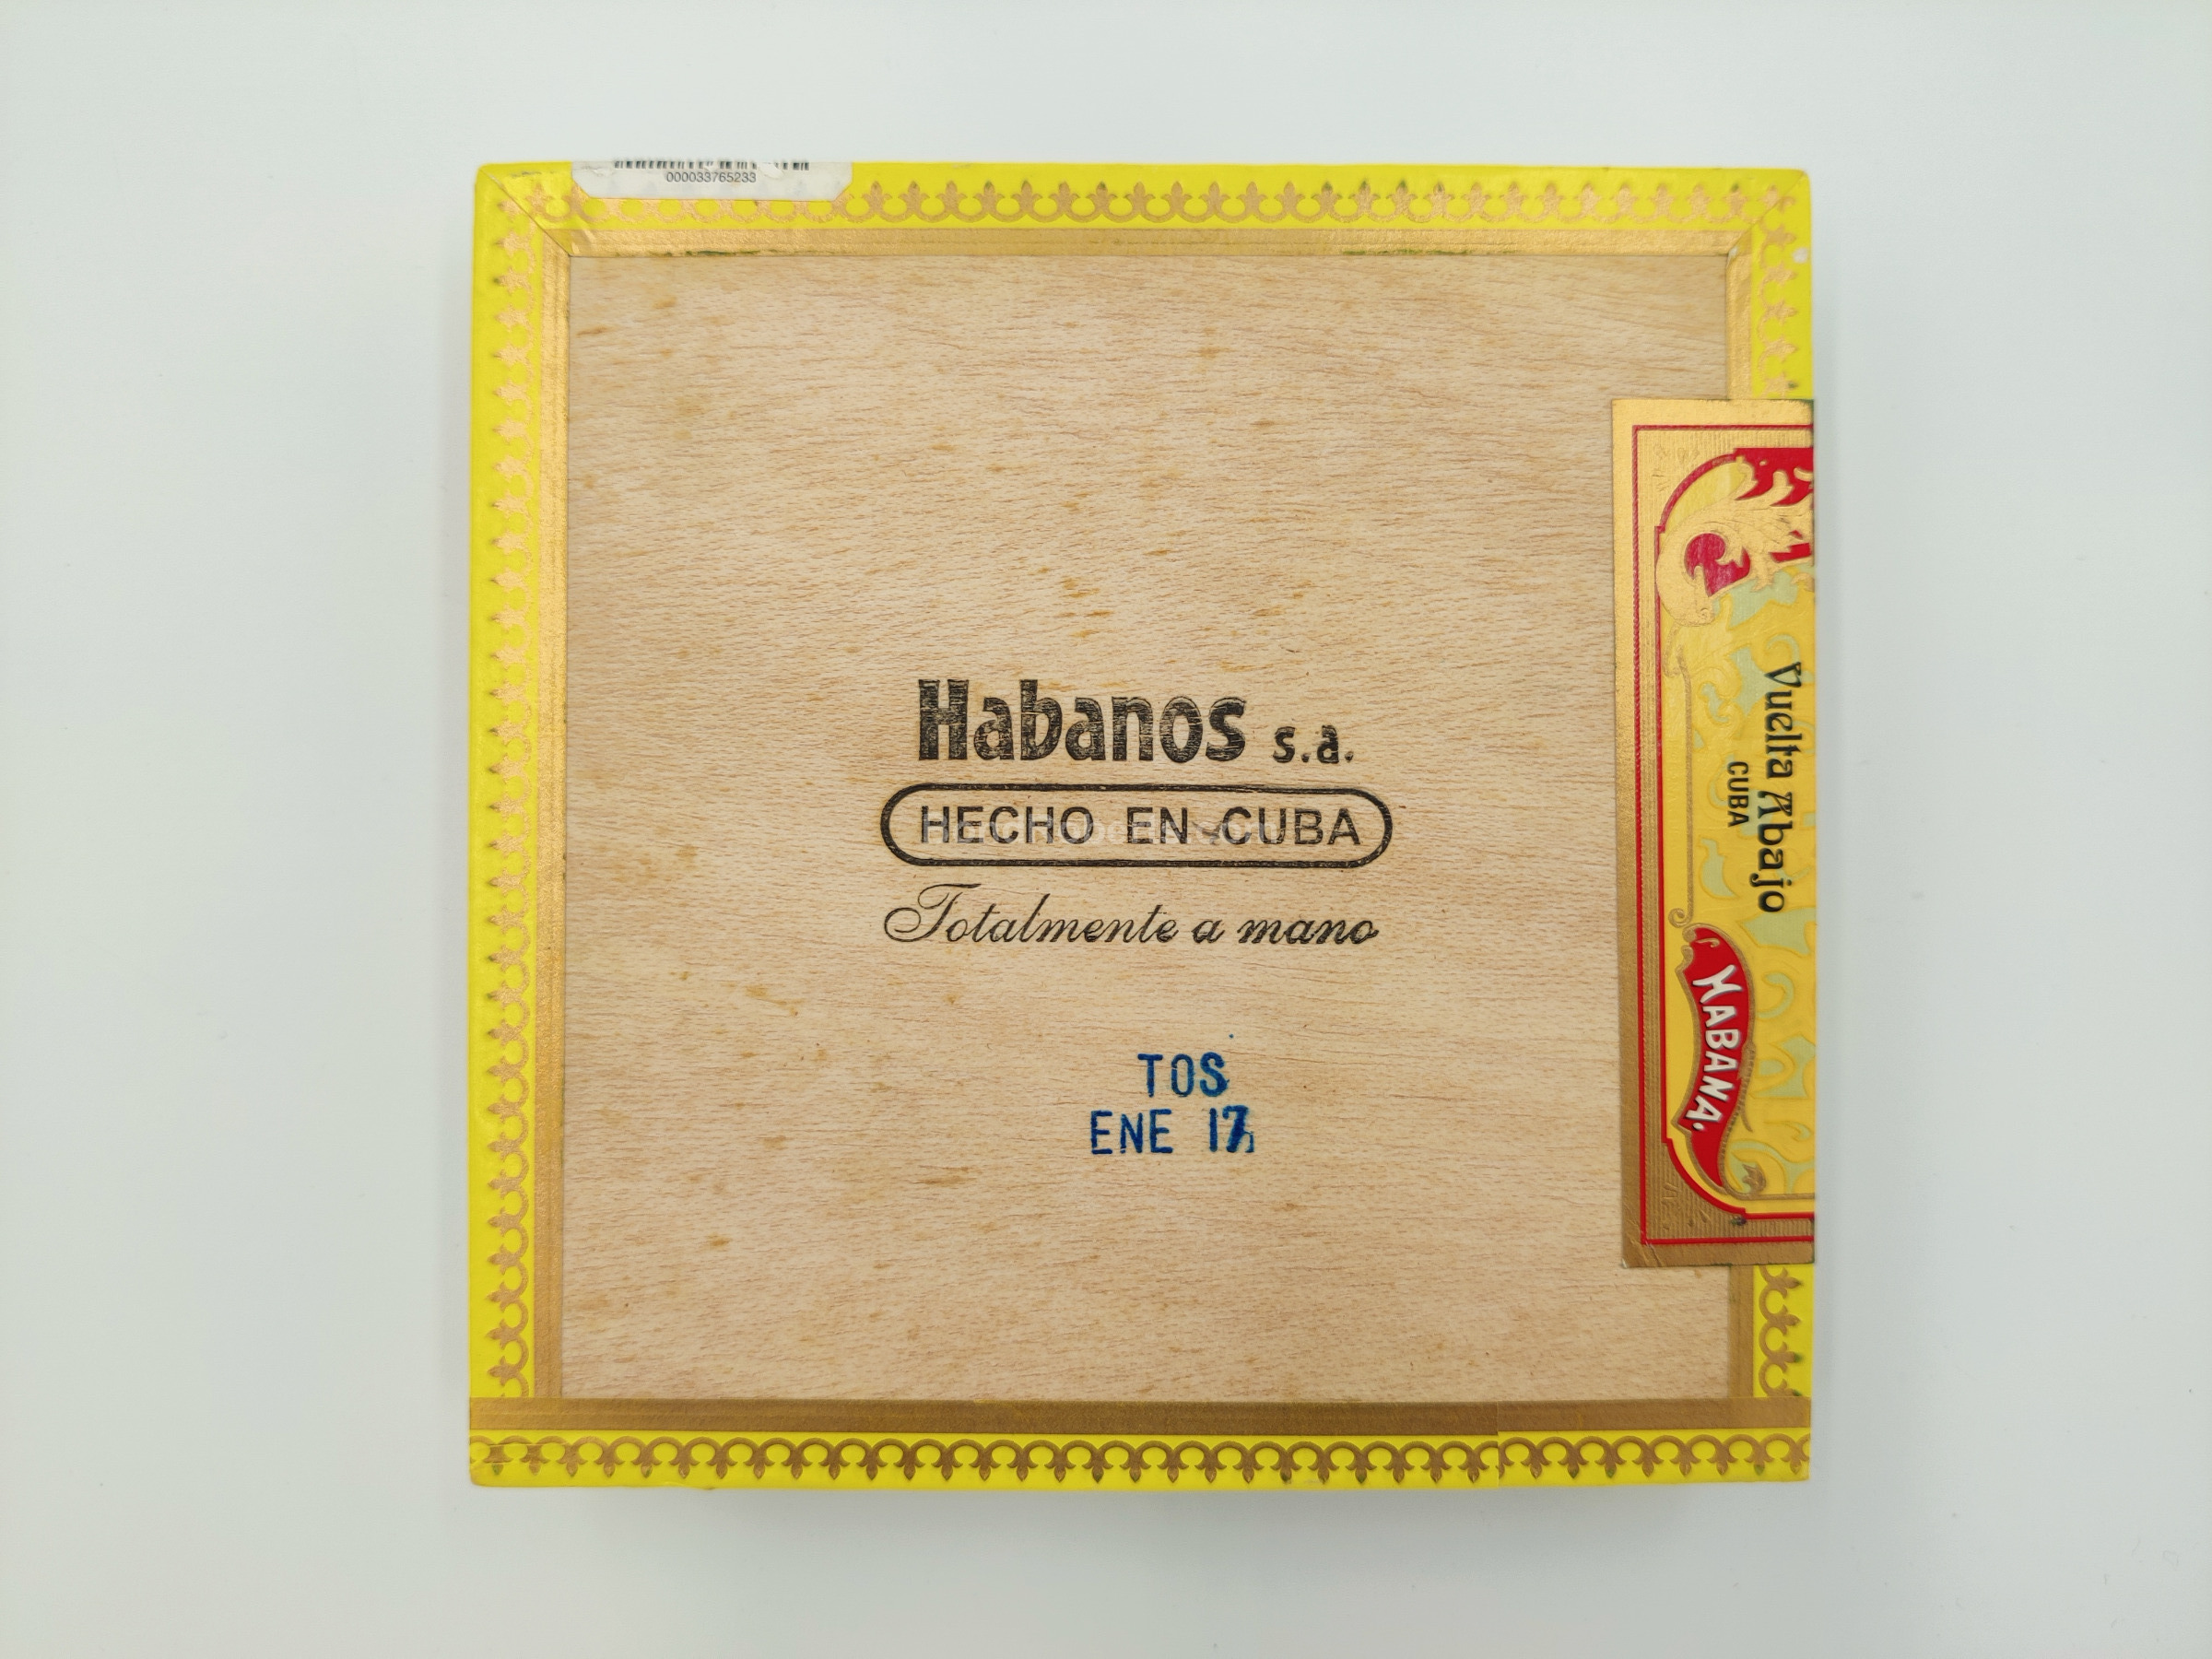 000033765233
Habanos s.a.
HECHO EN CUBA
Totalmente a mano
TOS
ENE 17
Vuelta Abajo
CUBA
HABANA.